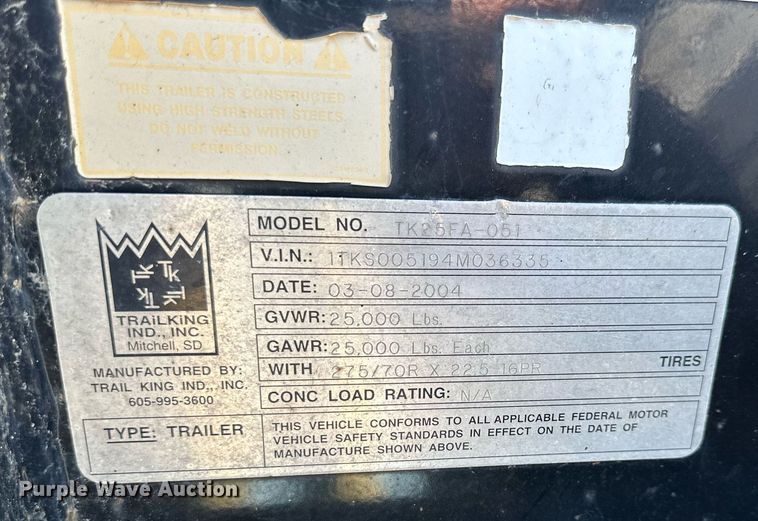 CAUTION
THIS TRAILER IS CONSTRUCTED
USING HIGH STRENGTH STEELS.
DO NOT WELD WITHOUT
PERMISSION.
TK
TK
TK
TK
TRAILKING
IND., INC.
Mitchell, SD
MANUFACTURED BY:
TRAIL KING IND., INC.
605-995-3600
TYPE: TRAILER
MODEL NO. TK25FA-051
V.I.N.: 1TKS005194M036335
DATE: 03-08-2004
GVWR: 25,000 Lbs.
GAWR: 25,000 Lbs. Each
WITH 275/70R X 22.5 16PR TIRES
CONC LOAD RATING: N/A
THIS VEHICLE CONFORMS TO ALL APPLICABLE FEDERAL MOTOR
VEHICLE SAFETY STANDARDS IN EFFECT ON THE DATE OF
MANUFACTURE SHOWN ABOVE.
Purple Wave Auction